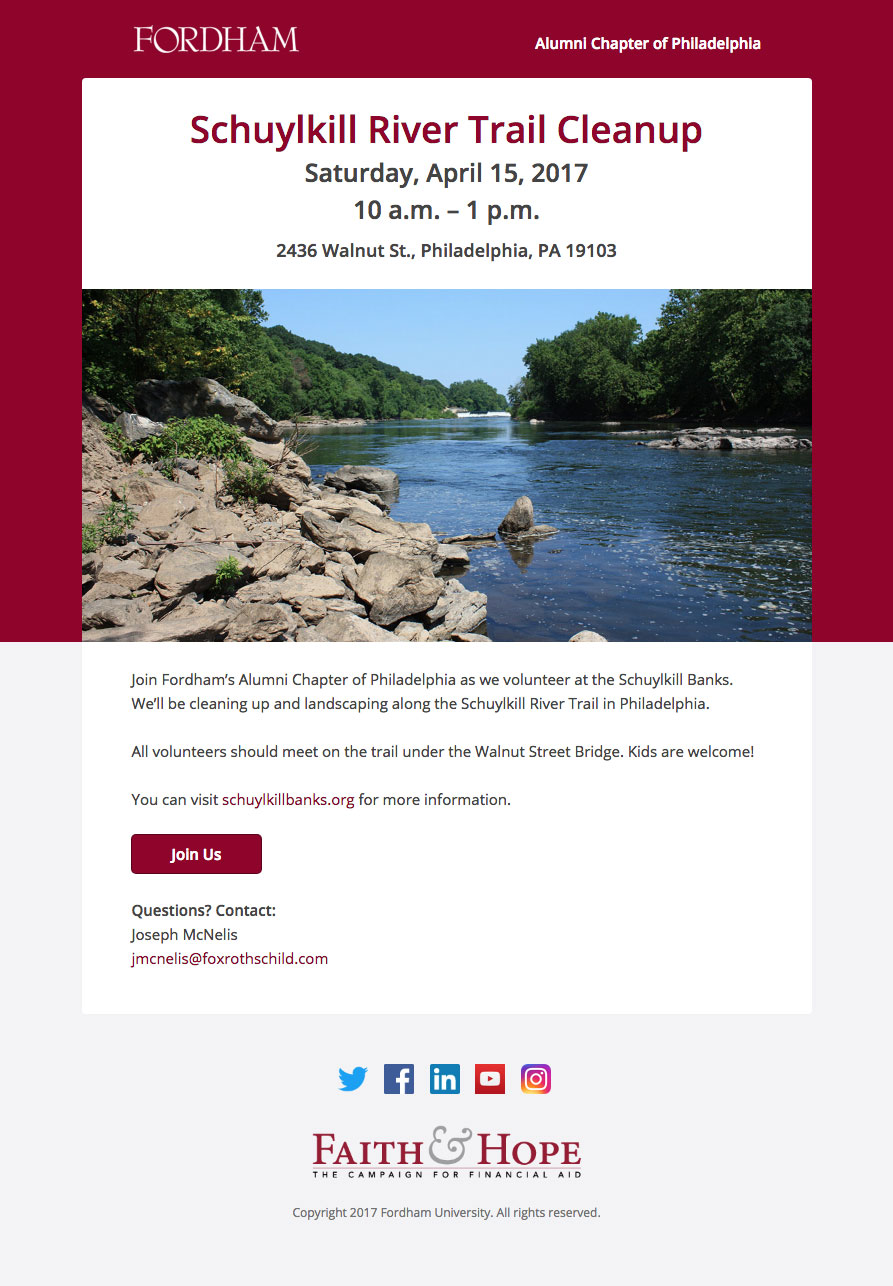 FORDHAM
Alumni Chapter of Philadelphia
Schuylkill River Trail Cleanup
Saturday, April 15, 2017
10 a.m. – 1 p.m.
2436 Walnut St., Philadelphia, PA 19103
Join Fordham’s Alumni Chapter of Philadelphia as we volunteer at the Schuylkill Banks.
We’ll be cleaning up and landscaping along the Schuylkill River Trail in Philadelphia.
All volunteers should meet on the trail under the Walnut Street Bridge. Kids are welcome!
You can visit schuylkillbanks.org for more information.
Join Us
Questions? Contact:
Joseph McNelis
jmcnelis@foxrothschild.com
FAITH & HOPE
THE CAMPAIGN FOR FINANCIAL AID
Copyright 2017 Fordham University. All rights reserved.